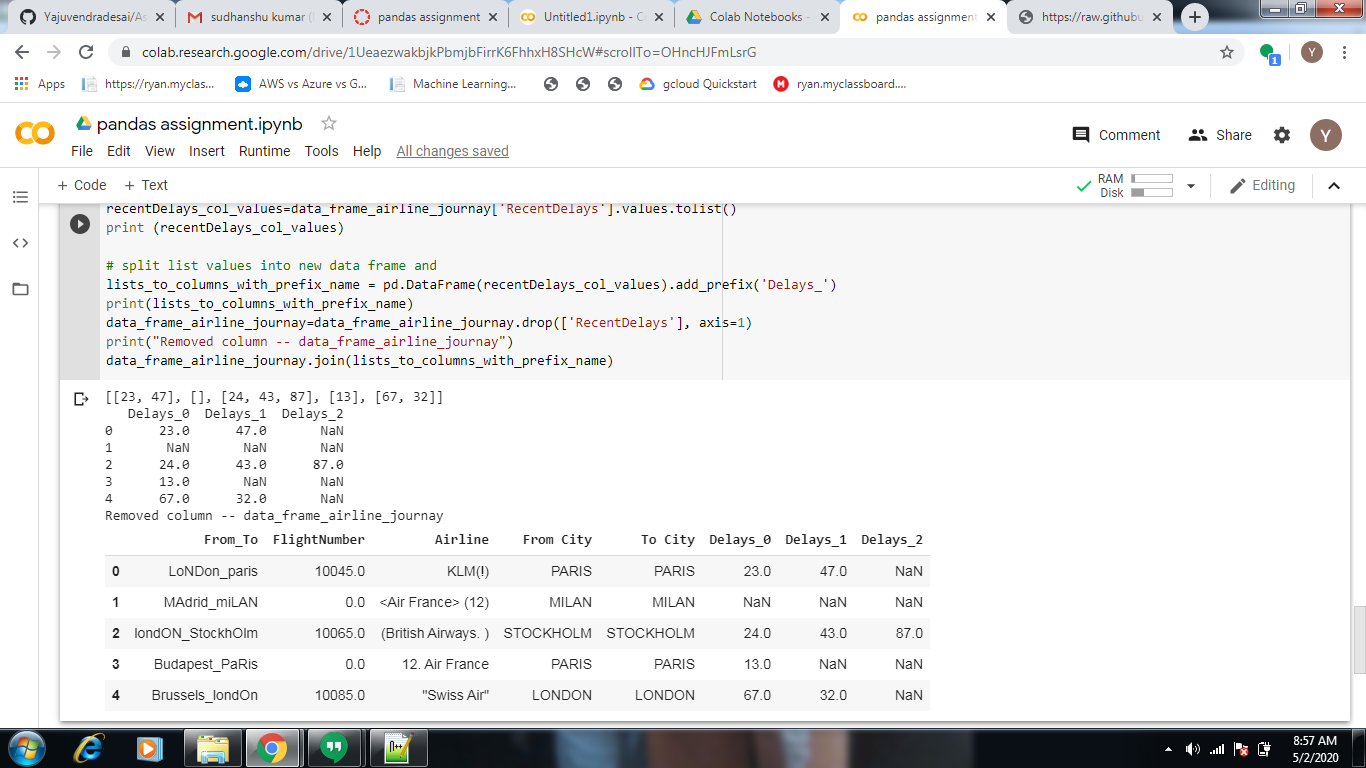 Yajuvendradesai/As
sudhanshu kumar (
pandas assignment
Untitled1.ipynb - C
Colab Notebooks -
pandas assignment
https://raw.githubu
colab.research.google.com/drive/1UeaezwakbjkPbmjbFirrK6FhhxH8SHcW#scrollTo=OHncHJFmLsrG
1
Y
Apps
https://ryan.myclas...
AWS vs Azure vs G...
Machine Learning...
gcloud Quickstart
ryan.myclassboard....
pandas assignment.ipynb
Comment
Share
Y
File Edit View Insert Runtime Tools Help All changes saved
+ Code + Text
RAM
Disk
Editing
recentDelays_col_values=data_frame_airline_journay['RecentDelays'].values.tolist()
print (recentDelays_col_values)
# split list values into new data frame and
lists_to_columns_with_prefix_name = pd.DataFrame(recentDelays_col_values).add_prefix('Delays_')
print(lists_to_columns_with_prefix_name)
data_frame_airline_journay=data_frame_airline_journay.drop(['RecentDelays'], axis=1)
print("Removed column -- data_frame_airline_journay")
data_frame_airline_journay.join(lists_to_columns_with_prefix_name)
[[23, 47], [], [24, 43, 87], [13], [67, 32]]
Delays_0 Delays_1 Delays_2
0 23.0 47.0 NaN
1 NaN NaN NaN
2 24.0 43.0 87.0
3 13.0 NaN NaN
4 67.0 32.0 NaN
Removed column -- data_frame_airline_journay
From_To FlightNumber Airline From City To City Delays_0 Delays_1 Delays_2
0 LoNDon_paris 10045.0 KLM(!) PARIS PARIS 23.0 47.0 NaN
1 MAdrid_miLAN 0.0 <Air France> (12) MILAN MILAN NaN NaN NaN
2 londON_StockhOlm 10065.0 (British Airways. ) STOCKHOLM STOCKHOLM 24.0 43.0 87.0
3 Budapest_PaRis 0.0 12. Air France PARIS PARIS 13.0 NaN NaN
4 Brussels_londOn 10085.0 "Swiss Air" LONDON LONDON 67.0 32.0 NaN
8:57 AM
5/2/2020